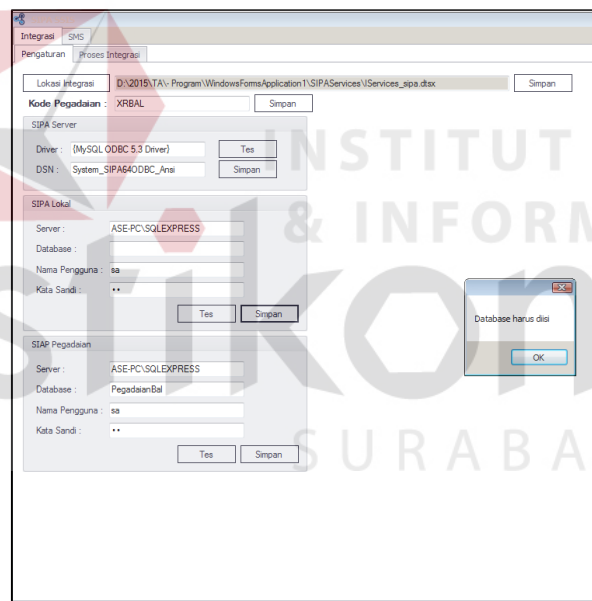 Integrasi SMS
Pengaturan Proses Integrasi
Lokasi Integrasi D:\2015\TA\- Program\WindowsFormsApplication1\SIPAServices\IServices_sipa.dtsx Simpan
Kode Pegadaian : XRBAL Simpan
SIPA Server
Driver : {MySQL ODBC 5.3 Driver} Tes
DSN : System_SIPA64ODBC_Ansi Simpan
SIPA Lokal
Server : ASE-PC\SQLEXPRESS
Database :
Nama Pengguna : sa
Kata Sandi : ••
Tes Simpan
Database harus diisi
OK
SIAP Pegadaian
Server : ASE-PC\SQLEXPRESS
Database : PegadaianBal
Nama Pengguna : sa
Kata Sandi : ••
Tes Simpan
INSTITUT
& INFORM
stikom
SURABA